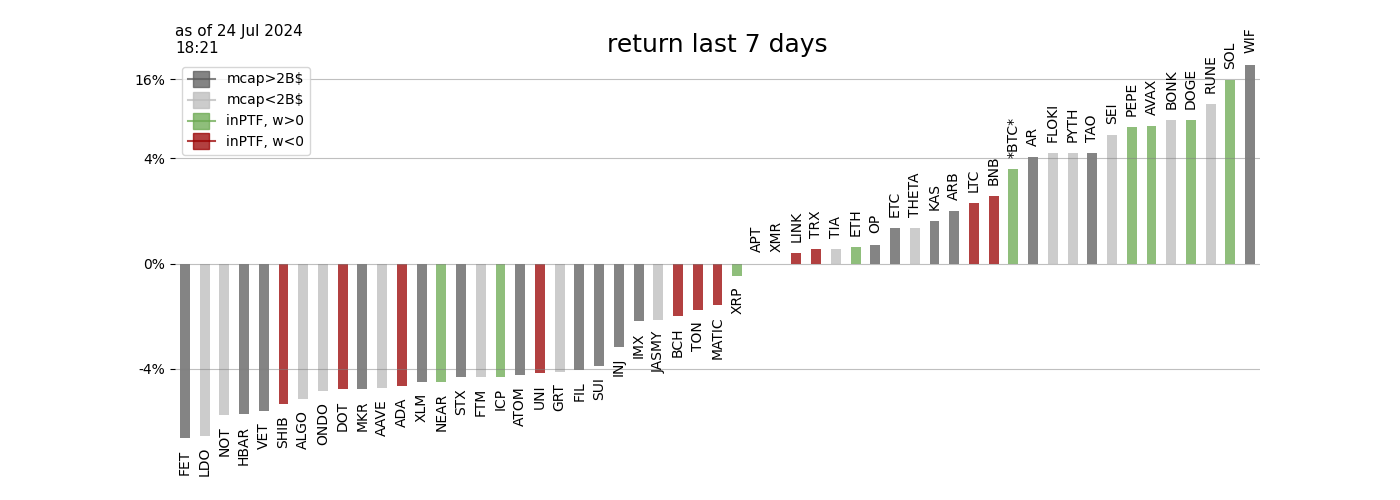 as of 24 Jul 2024
18:21
return last 7 days
mcap>2B$
mcap<2B$
inPTF, w>0
inPTF, w<0
16%
4%
0%
-4%
FET
LDO
NOT
HBAR
VET
SHIB
ALGO
ONDO
DOT
MKR
AAVE
ADA
XLM
NEAR
STX
FTM
ICP
ATOM
UNI
GRT
FIL
SUI
INJ
IMX
JASMY
BCH
TON
MATIC
XRP
APT
XMR
LINK
TRX
TIA
ETH
OP
ETC
THETA
KAS
ARB
LTC
BNB
*BTC*
AR
FLOKI
PYTH
TAO
SEI
PEPE
AVAX
BONK
DOGE
RUNE
SOL
WIF